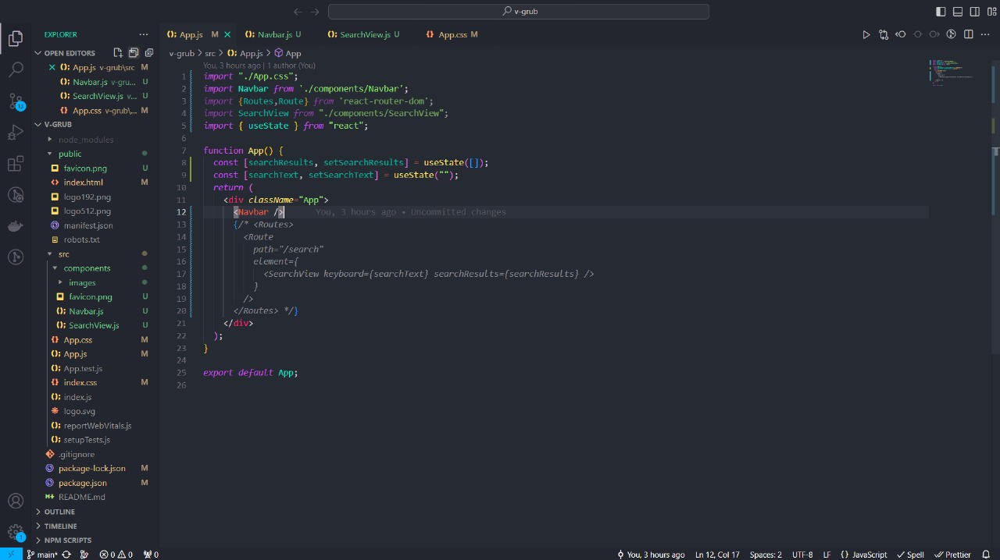 v-grub
EXPLORER
OPEN EDITORS
App.js v-grub\src M
Navbar.js v-gru... U
SearchView.js v... U
App.css v-grub\... M
V-GRUB
node_modules
public
favicon.png U
index.html M
logo192.png
logo512.png
manifest.json
robots.txt
src
components
images
favicon.png U
Navbar.js U
SearchView.js U
App.css M
App.js M
App.test.js
index.css M
index.js
logo.svg
reportWebVitals.js
setupTests.js
.gitignore
package-lock.json M
package.json M
README.md
OUTLINE
TIMELINE
NPM SCRIPTS
13
1
App.js M
Navbar.js U
SearchView.js U
App.css M
v-grub > src > App.js > App
You, 3 hours ago | 1 author (You)
1 import "./App.css";
2 import Navbar from './components/Navbar';
3 import {Routes,Route} from 'react-router-dom';
4 import SearchView from "./components/SearchView";
5 import { useState } from "react";
6
7 function App() {
8 const [searchResults, setSearchResults] = useState([]);
9 const [searchText, setSearchText] = useState("");
10 return (
11 <div className="App">
12 <Navbar /> You, 3 hours ago • Uncommitted changes
13 {/* <Routes>
14 <Route
15 path="/search"
16 element={
17 <SearchView keyboard={searchText} searchResults={searchResults} />
18 }
19 />
20 </Routes> */}
21 </div>
22 );
23 }
24
25 export default App;
26
main* 0 0 0 You, 3 hours ago Ln 12, Col 17 Spaces: 2 UTF-8 LF {} JavaScript Spell Prettier